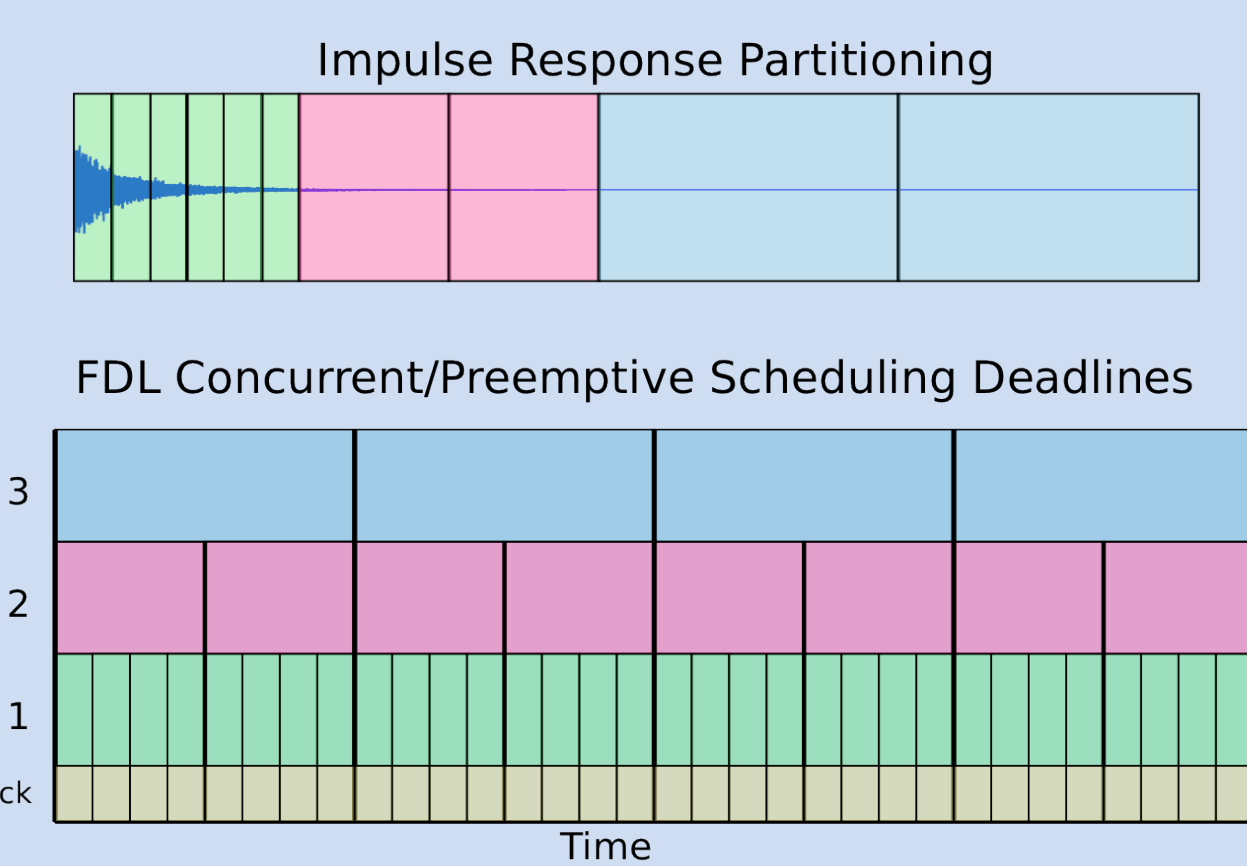 Impulse Response Partitioning
FDL Concurrent/Preemptive Scheduling Deadlines
3
2
1
ck
Time